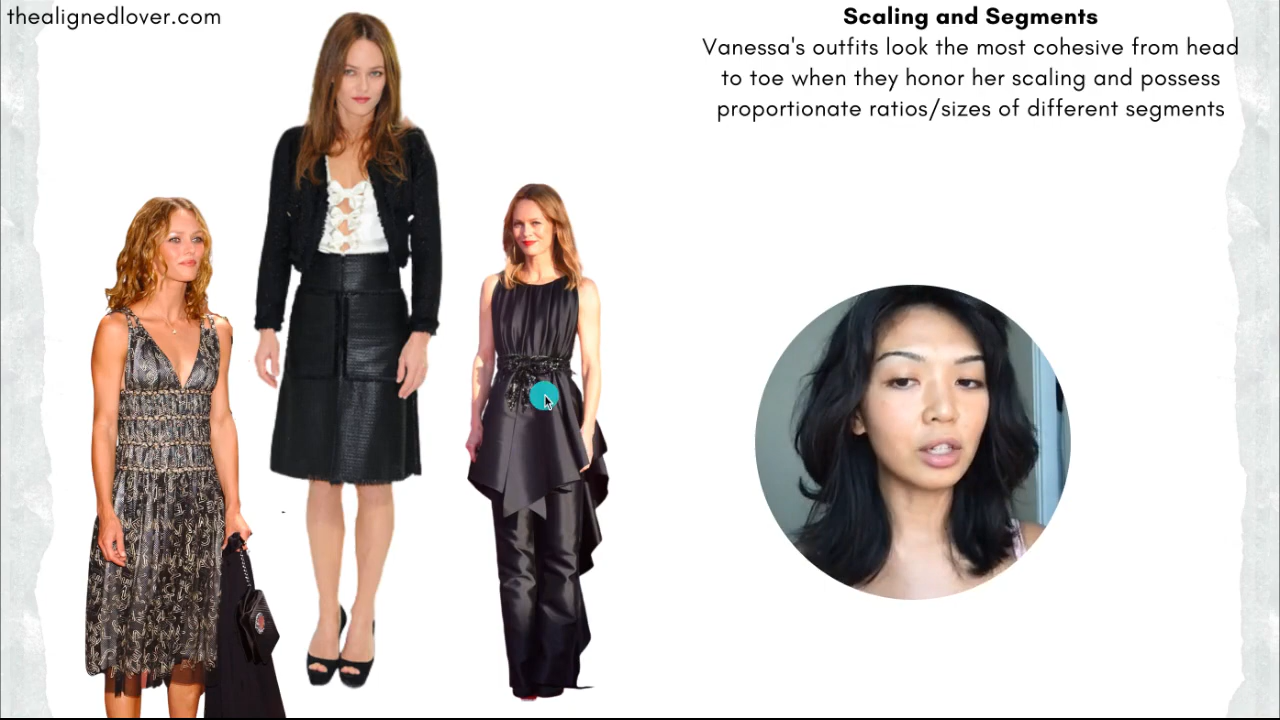 thealignedlover.com
Scaling and Segments
Vanessa's outfits look the most cohesive from head
to toe when they honor her scaling and possess
proportionate ratios/sizes of different segments